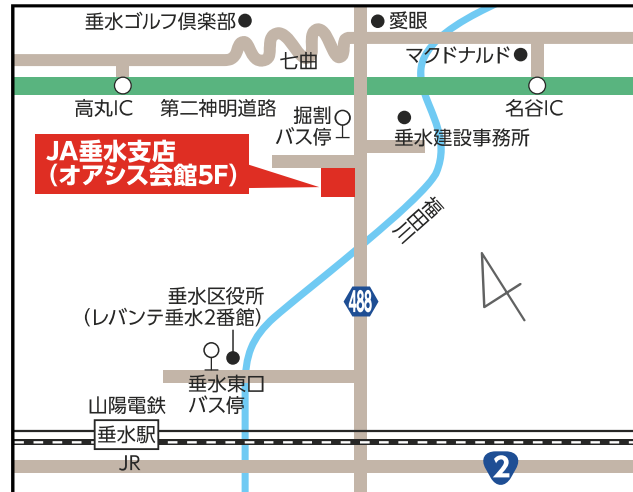 垂水ゴルフ倶楽部
愛眼
七曲
マクドナルド
高丸IC
第二神明道路
名谷IC
掘割
バス停
垂水建設事務所
JA垂水支店
(オアシス会館5F)
福田川
488
垂水区役所
(レバンテ垂水2番館)
垂水東口
バス停
山陽電鉄
垂水駅
JR
2